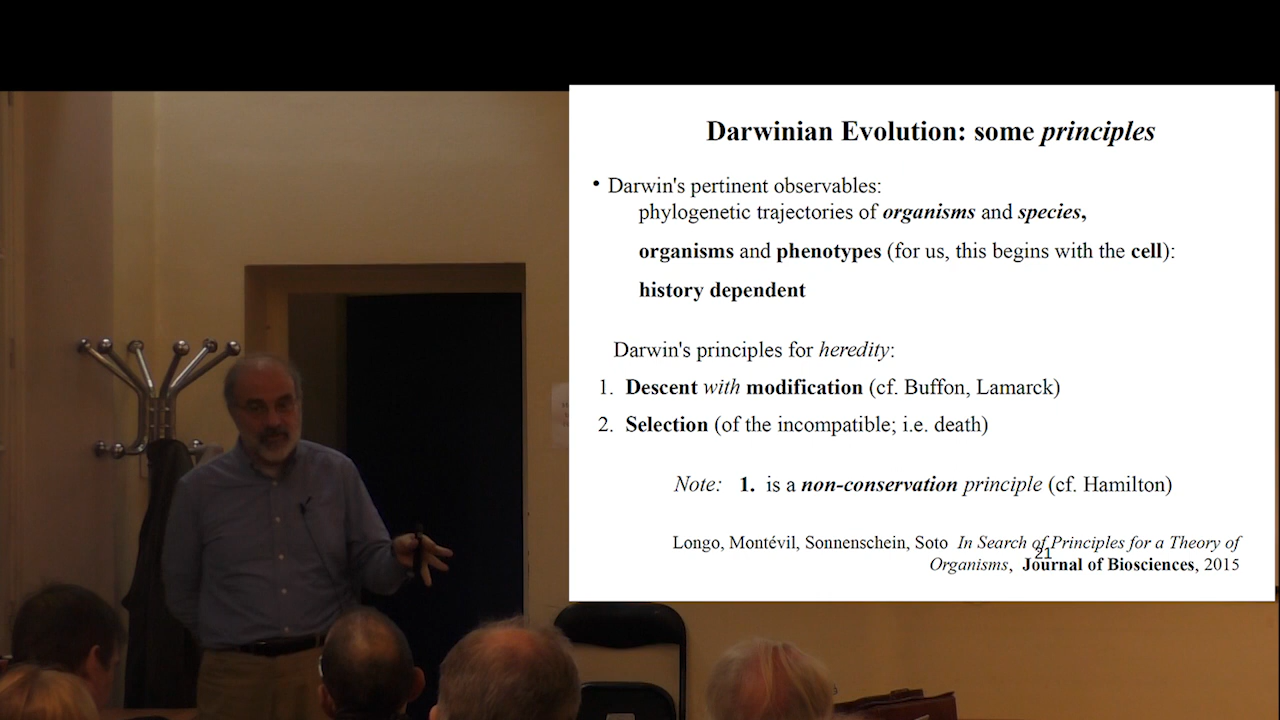 Darwinian Evolution: some principles
• Darwin's pertinent observables:
phylogenetic trajectories of organisms and species,
organisms and phenotypes (for us, this begins with the cell):
history dependent
Darwin's principles for heredity:
1. Descent with modification (cf. Buffon, Lamarck)
2. Selection (of the incompatible; i.e. death)
Note: 1. is a non-conservation principle (cf. Hamilton)
Longo, Montévil, Sonnenschein, Soto In Search of Principles for a Theory of
21
Organisms, Journal of Biosciences, 2015